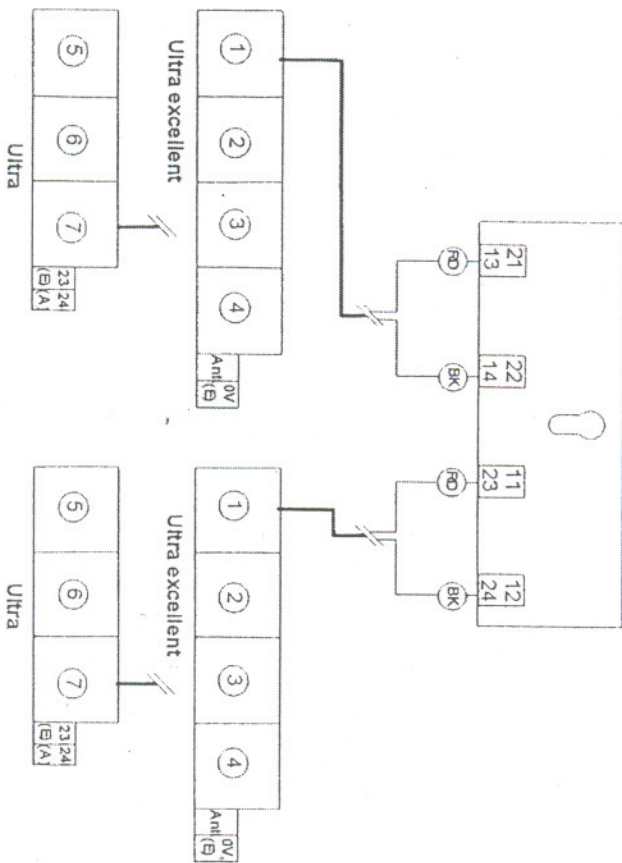 21 22 11 12
13 14 23 24
RD BK RD BK
1 2 3 4
0V
Ant (E)
Ultra excellent
5 6 7
23 24
(E) (A)
Ultra
1 2 3 4
0V
Ant (E)
Ultra excellent
5 6 7
23 24
(E) (A)
Ultra